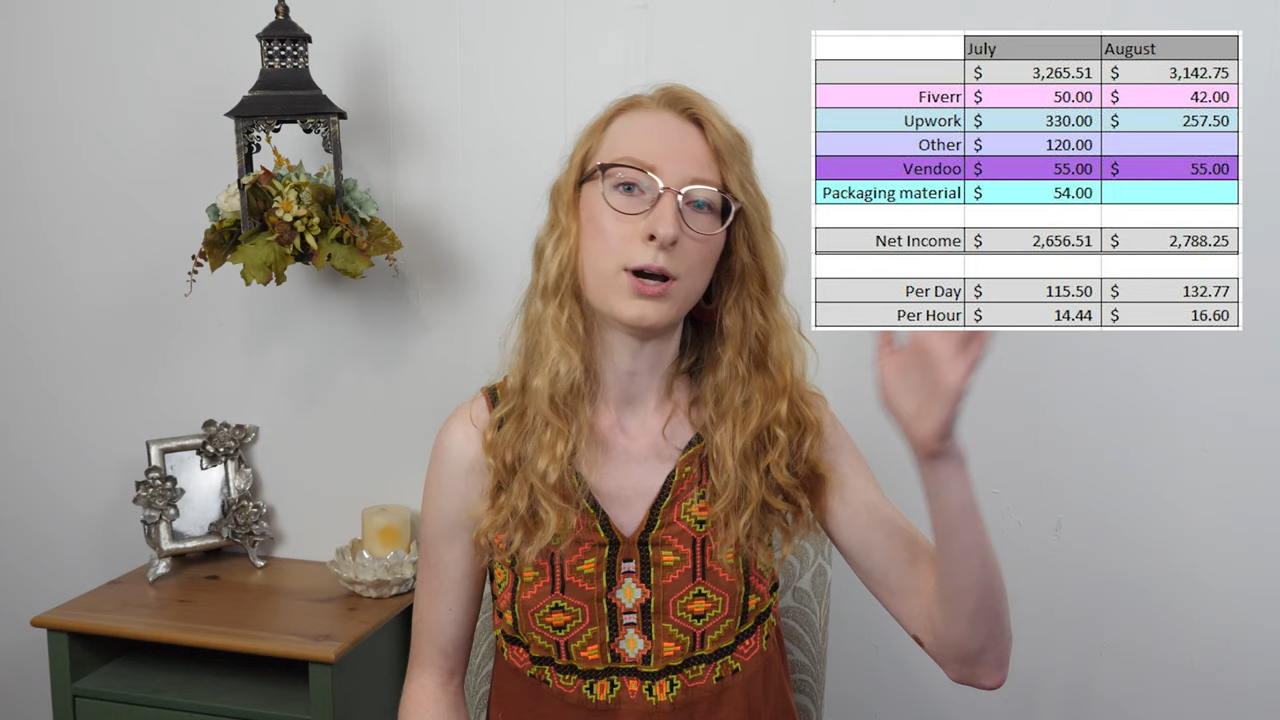 July August
$ 3,265.51 $ 3,142.75
Fiverr $ 50.00 $ 42.00
Upwork $ 330.00 $ 257.50
Other $ 120.00
Vendoo $ 55.00 $ 55.00
Packaging material $ 54.00
Net Income $ 2,656.51 $ 2,788.25
Per Day $ 115.50 $ 132.77
Per Hour $ 14.44 $ 16.60